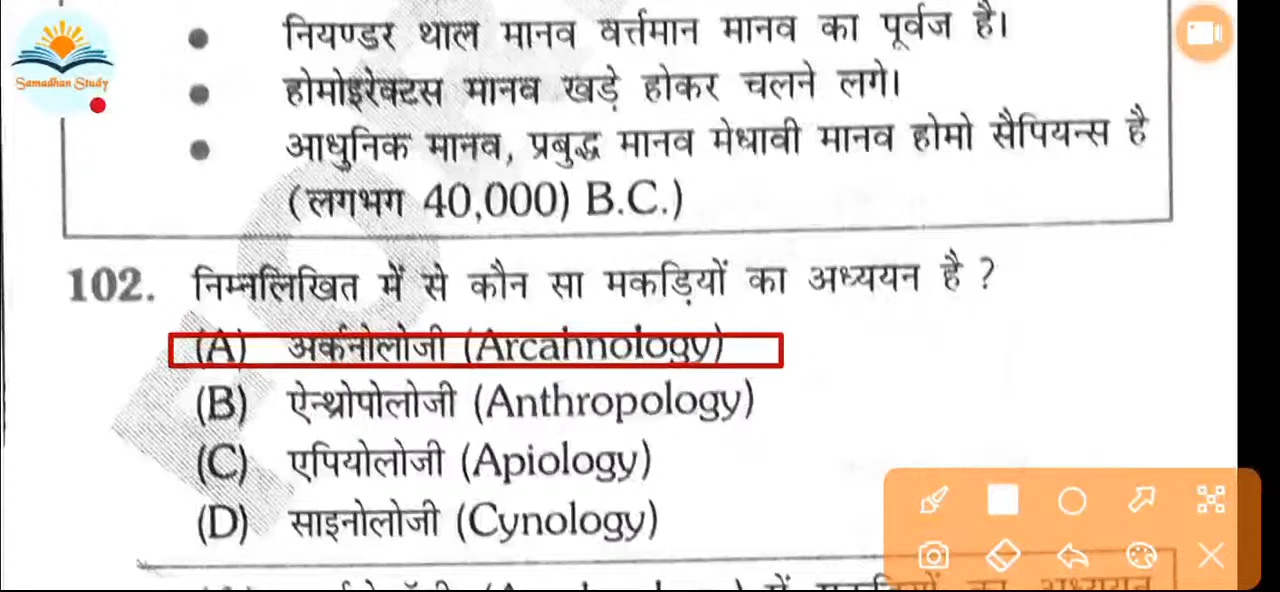 Samadhan Study
नियण्डर थाल मानव वर्त्तमान मानव का पूर्वज है।
होमोइरेक्टस मानव खड़े होकर चलने लगे।
आधुनिक मानव, प्रबुद्ध मानव मेधावी मानव होमो सैपियन्स है
(लगभग 40,000) B.C.)
102. निम्नलिखित में से कौन सा मकड़ियों का अध्ययन है ?
(A) अर्कनोलोजी (Arcahnology)
(B) ऐन्थ्रोपोलोजी (Anthropology)
(C) एपियोलोजी (Apiology)
(D) साइनोलोजी (Cynology)